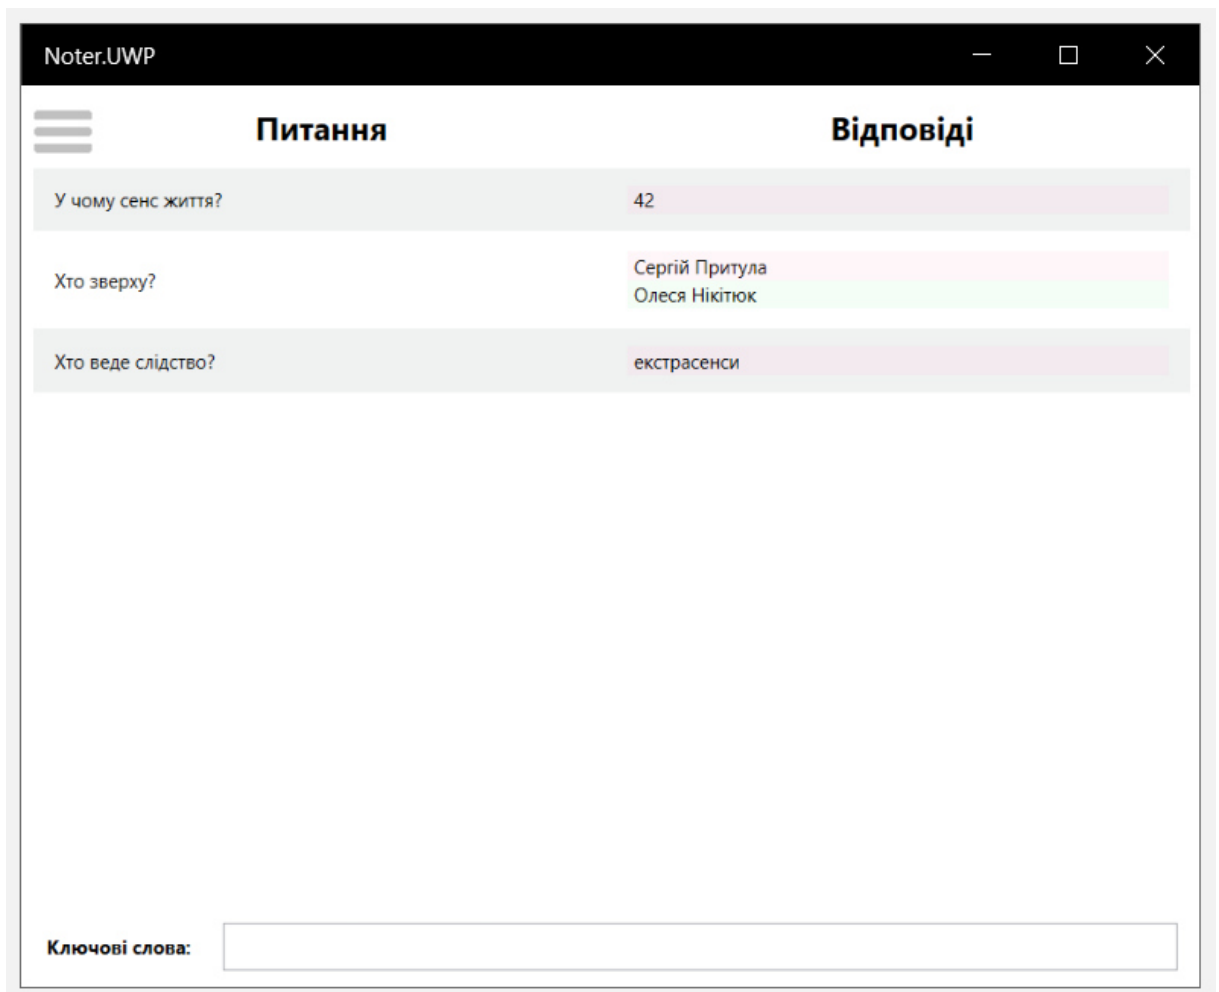 Noter.UWP
Питання Відповіді
У чому сенс життя? 42
Хто зверху? Сергій Притула
Олеся Нікітюк
Хто веде слідство? екстрасенси
Ключові слова: